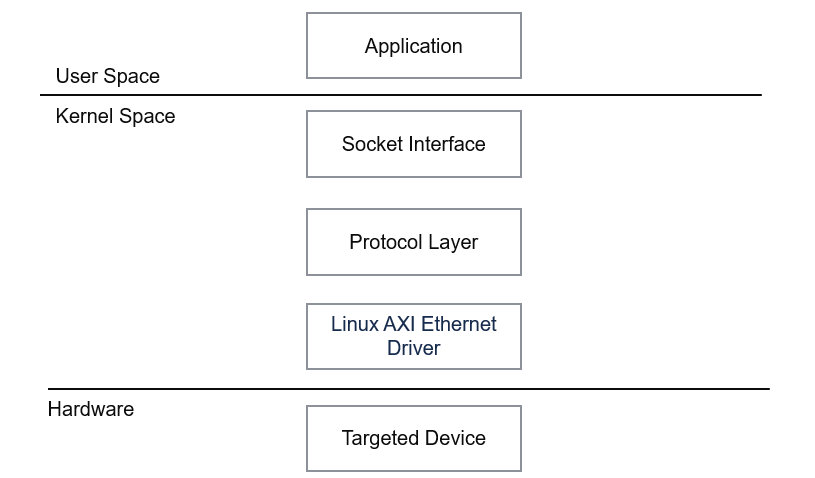 Application
User Space
Kernel Space
Socket Interface
Protocol Layer
Linux AXI Ethernet
Driver
Hardware
Targeted Device